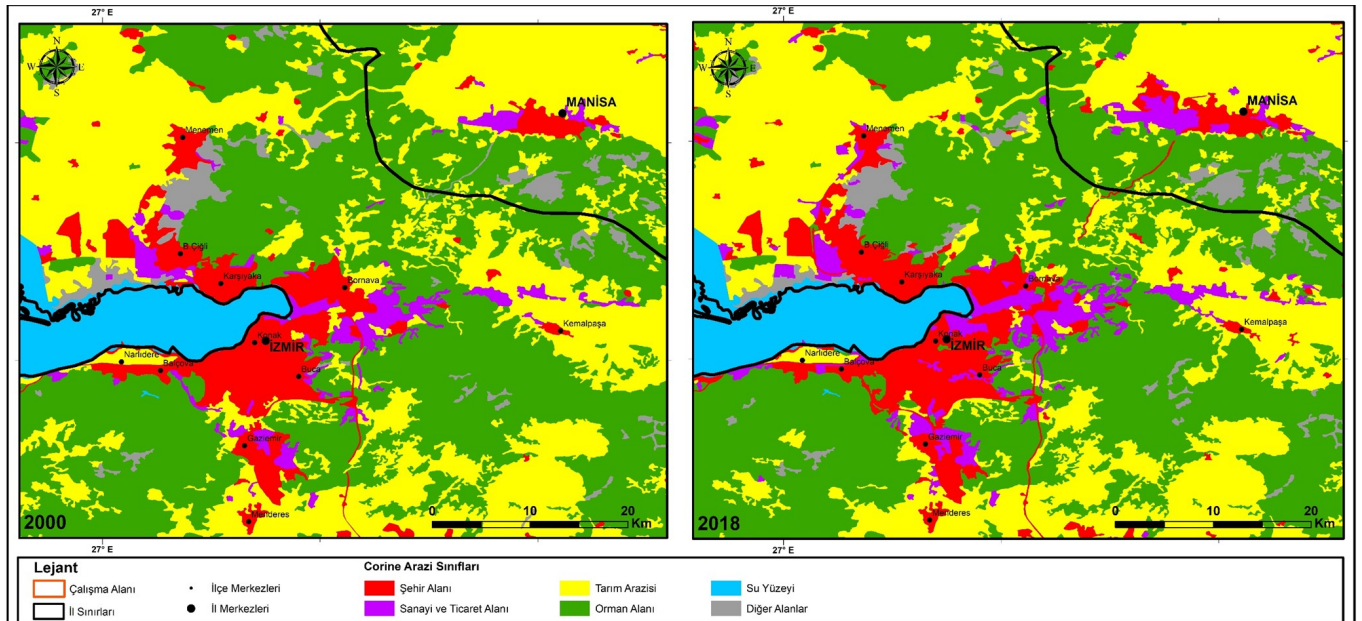 27° E
N
W E
S
MANİSA
Menemen
B.Çiğli
Karşıyaka
Bornova
Kemalpaşa
Konak
İZMİR
Narlıdere
Balçova
Buca
Gaziemir
Menderes
2000
0 10 20
Km
27° E
27° E
N
W E
S
MANİSA
Menemen
B.Çiğli
Karşıyaka
Bornova
Kemalpaşa
Konak
İZMİR
Narlıdere
Balçova
Buca
Gaziemir
Menderes
2018
0 10 20
Km
27° E
Lejant
Çalışma Alanı
İl Sınırları
İlçe Merkezleri
İl Merkezleri
Corine Arazi Sınıfları
Şehir Alanı
Sanayi ve Ticaret Alanı
Tarım Arazisi
Orman Alanı
Su Yüzeyi
Diğer Alanlar